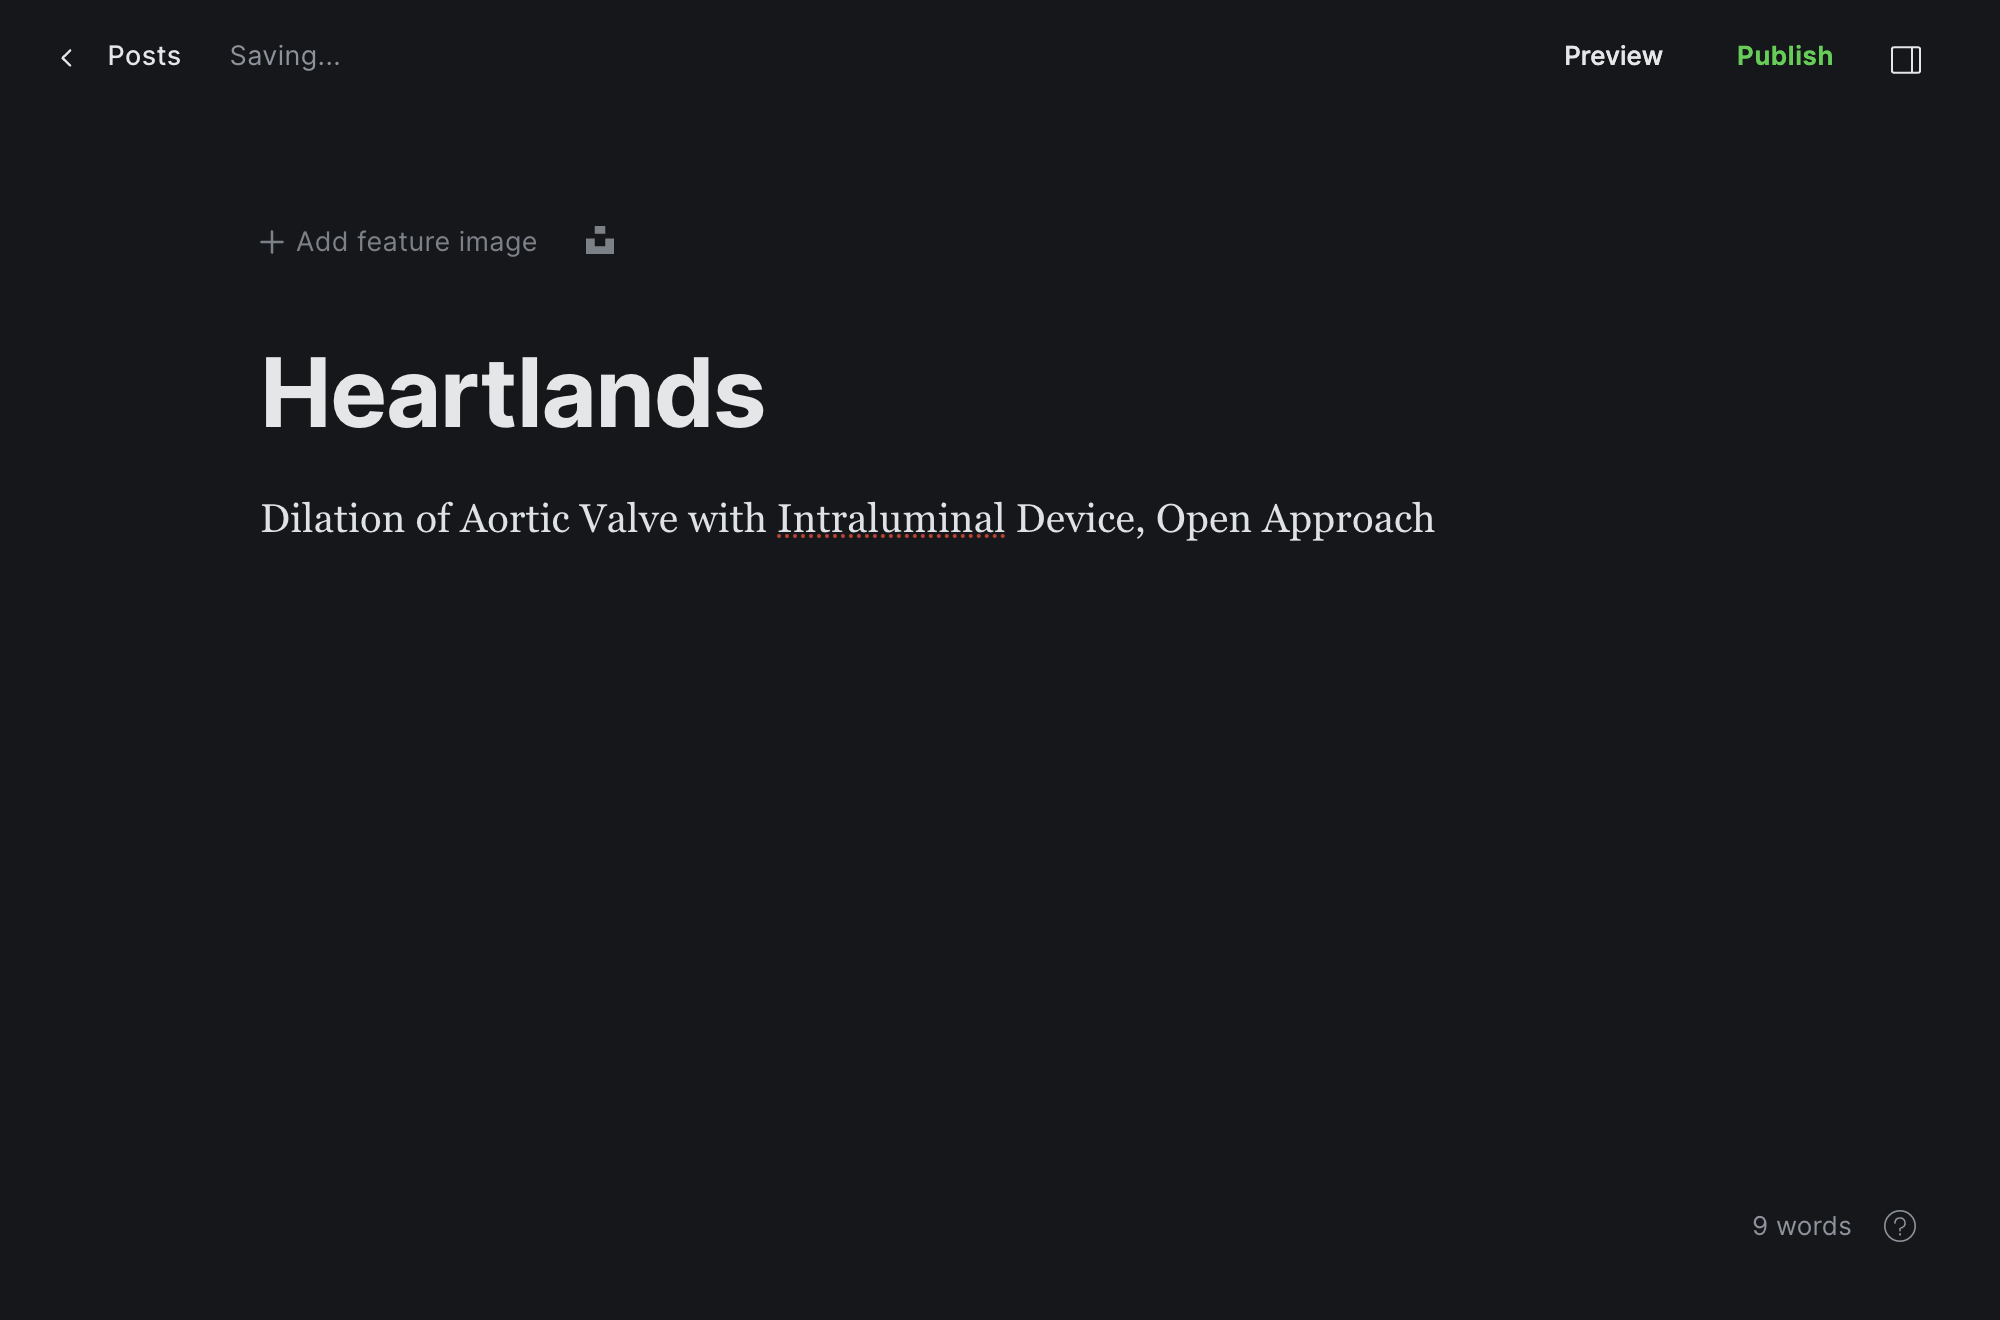 Posts
Saving...
Preview
Publish
Add feature image
Heartlands
Dilation of Aortic Valve with Intraluminal Device, Open Approach
9 words
?